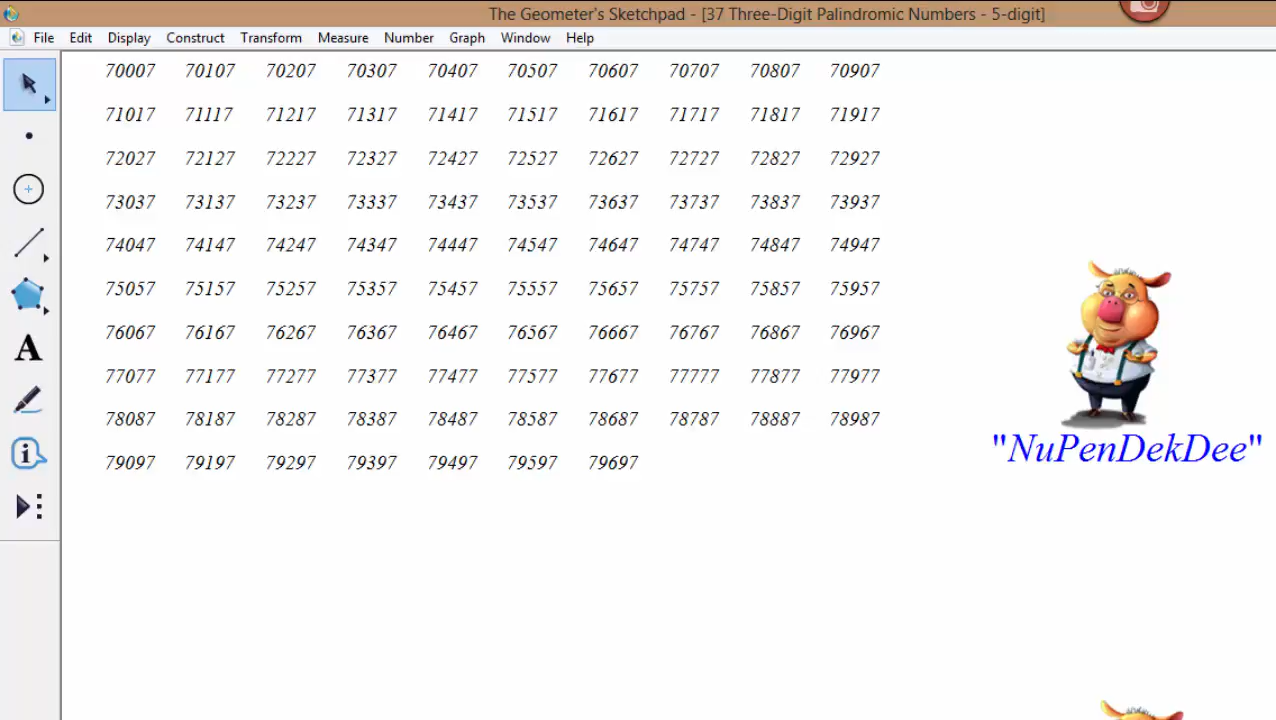 The Geometer's Sketchpad - [37 Three-Digit Palindromic Numbers - 5-digit]
File Edit Display Construct Transform Measure Number Graph Window Help
70007 70107 70207 70307 70407 70507 70607 70707 70807 70907
71017 71117 71217 71317 71417 71517 71617 71717 71817 71917
72027 72127 72227 72327 72427 72527 72627 72727 72827 72927
73037 73137 73237 73337 73437 73537 73637 73737 73837 73937
74047 74147 74247 74347 74447 74547 74647 74747 74847 74947
75057 75157 75257 75357 75457 75557 75657 75757 75857 75957
76067 76167 76267 76367 76467 76567 76667 76767 76867 76967
77077 77177 77277 77377 77477 77577 77677 77777 77877 77977
78087 78187 78287 78387 78487 78587 78687 78787 78887 78987
79097 79197 79297 79397 79497 79597 79697
A
i
"NuPenDekDee"